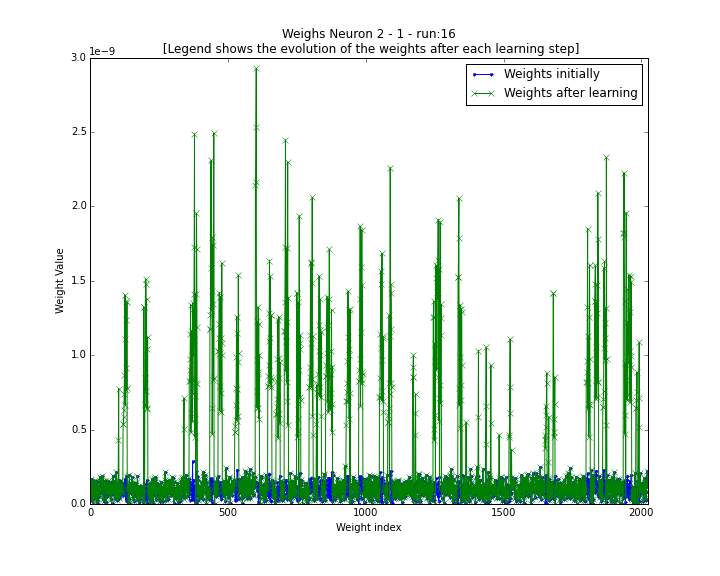 Weighs Neuron 2 - 1 - run:16
[Legend shows the evolution of the weights after each learning step]
1e−9
Weights initially
Weights after learning
3.0
2.5
2.0
1.5
1.0
0.5
0.0
Weight Value
0 500 1000 1500 2000
Weight index